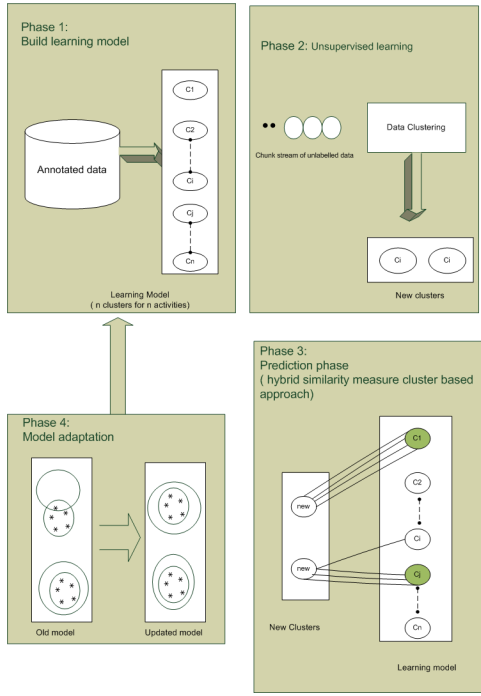 Phase 1:
Build learning model
Annotated data
C1
C2
Ci
Cj
Cn
Learning Model
( n clusters for n activities)
Phase 2: Unsupervised learning
Chunk stream of unlabelled data
Data Clustering
Ci
Ci
New clusters
Phase 3:
Prediction phase
( hybrid similarity measure cluster based
approach)
new
new
New Clusters
C1
C2
Ci
Cj
Cn
Learning model
Phase 4:
Model adaptation
Old model
Updated model